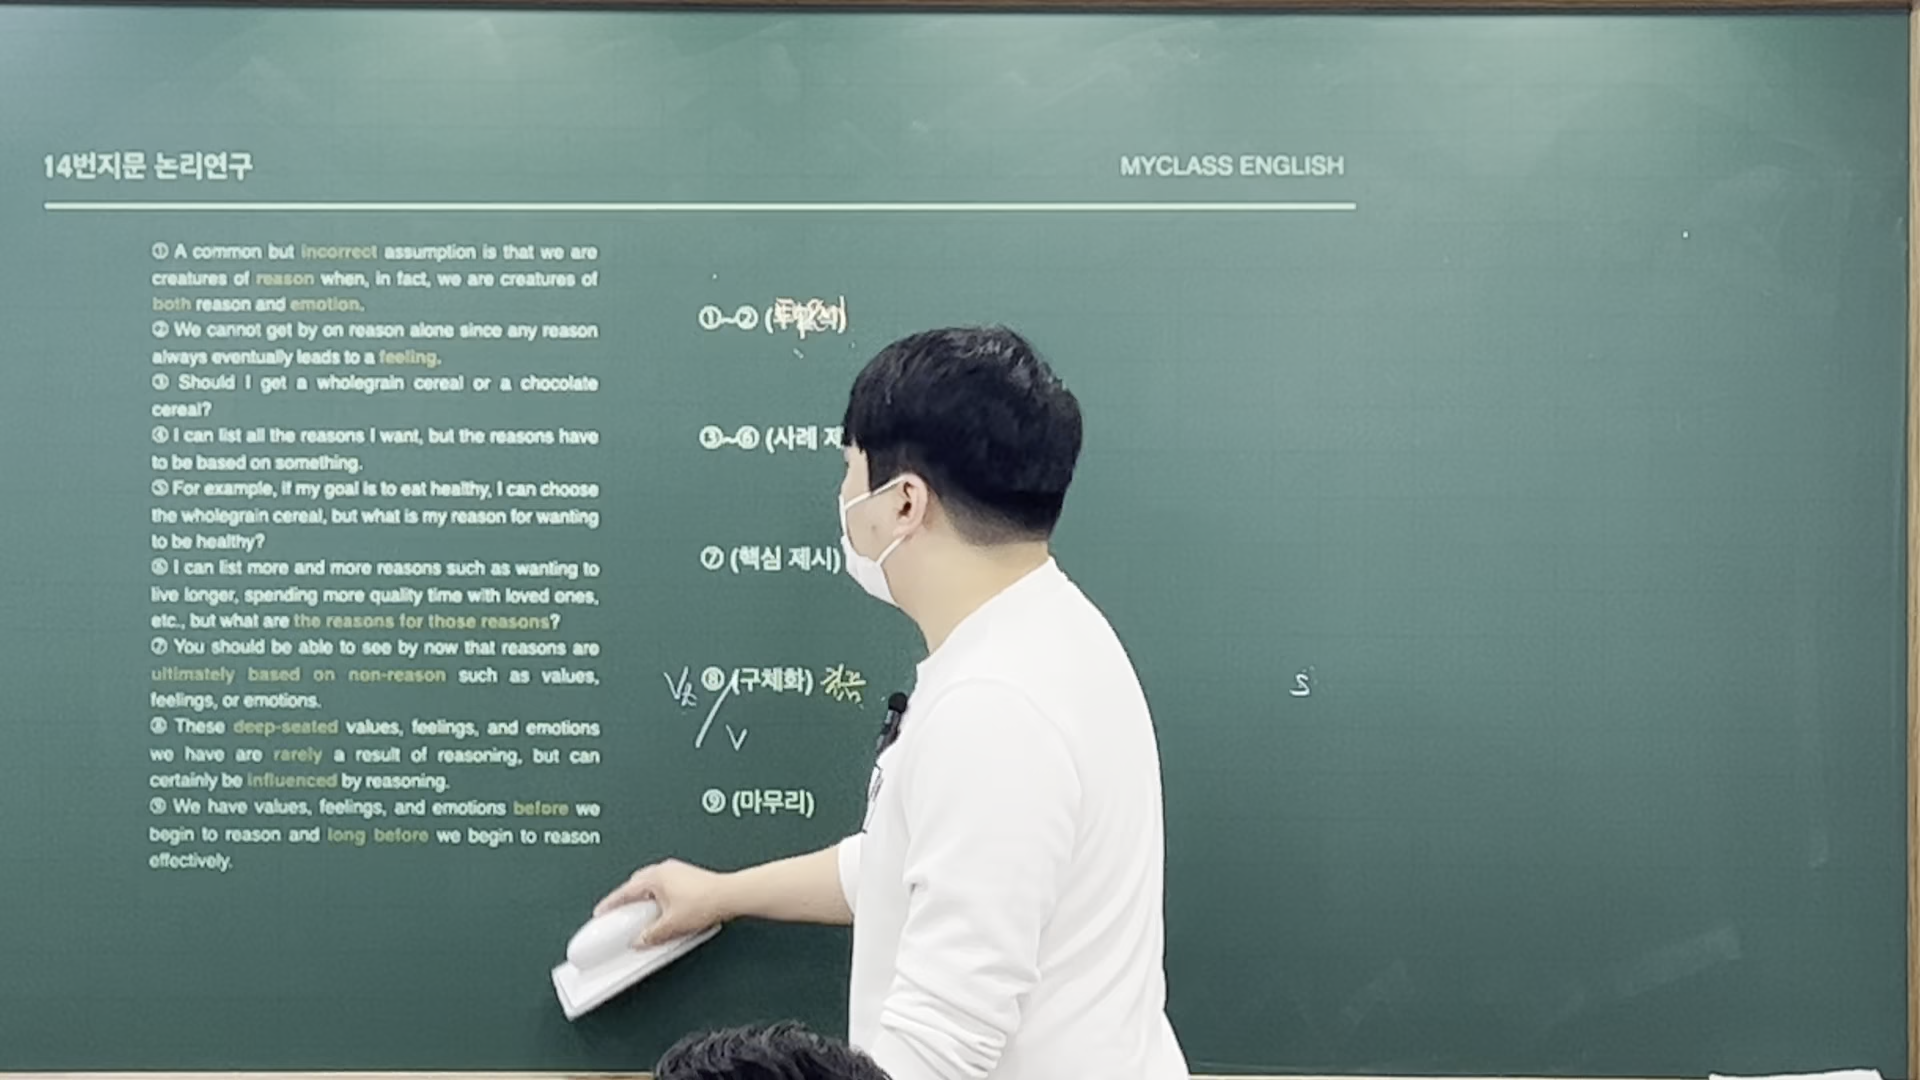 14번지문 논리연구
MYCLASS ENGLISH
① A common but incorrect assumption is that we are
creatures of reason when, in fact, we are creatures of
both reason and emotion.
② We cannot get by on reason alone since any reason
always eventually leads to a feeling.
③ Should I get a wholegrain cereal or a chocolate
cereal?
④ I can list all the reasons I want, but the reasons have
to be based on something.
⑤ For example, if my goal is to eat healthy, I can choose
the wholegrain cereal, but what is my reason for wanting
to be healthy?
⑥ I can list more and more reasons such as wanting to
live longer, spending more quality time with loved ones,
etc., but what are the reasons for those reasons?
⑦ You should be able to see by now that reasons are
ultimately based on non-reason such as values,
feelings, or emotions.
⑧ These deep-seated values, feelings, and emotions
we have are rarely a result of reasoning, but can
certainly be influenced by reasoning.
⑨ We have values, feelings, and emotions before we
begin to reason and long before we begin to reason
effectively.
①~②
③~⑥ (사례 제
⑦ (핵심 제시)
⑧ (구체화)
V
⑨ (마무리)
S